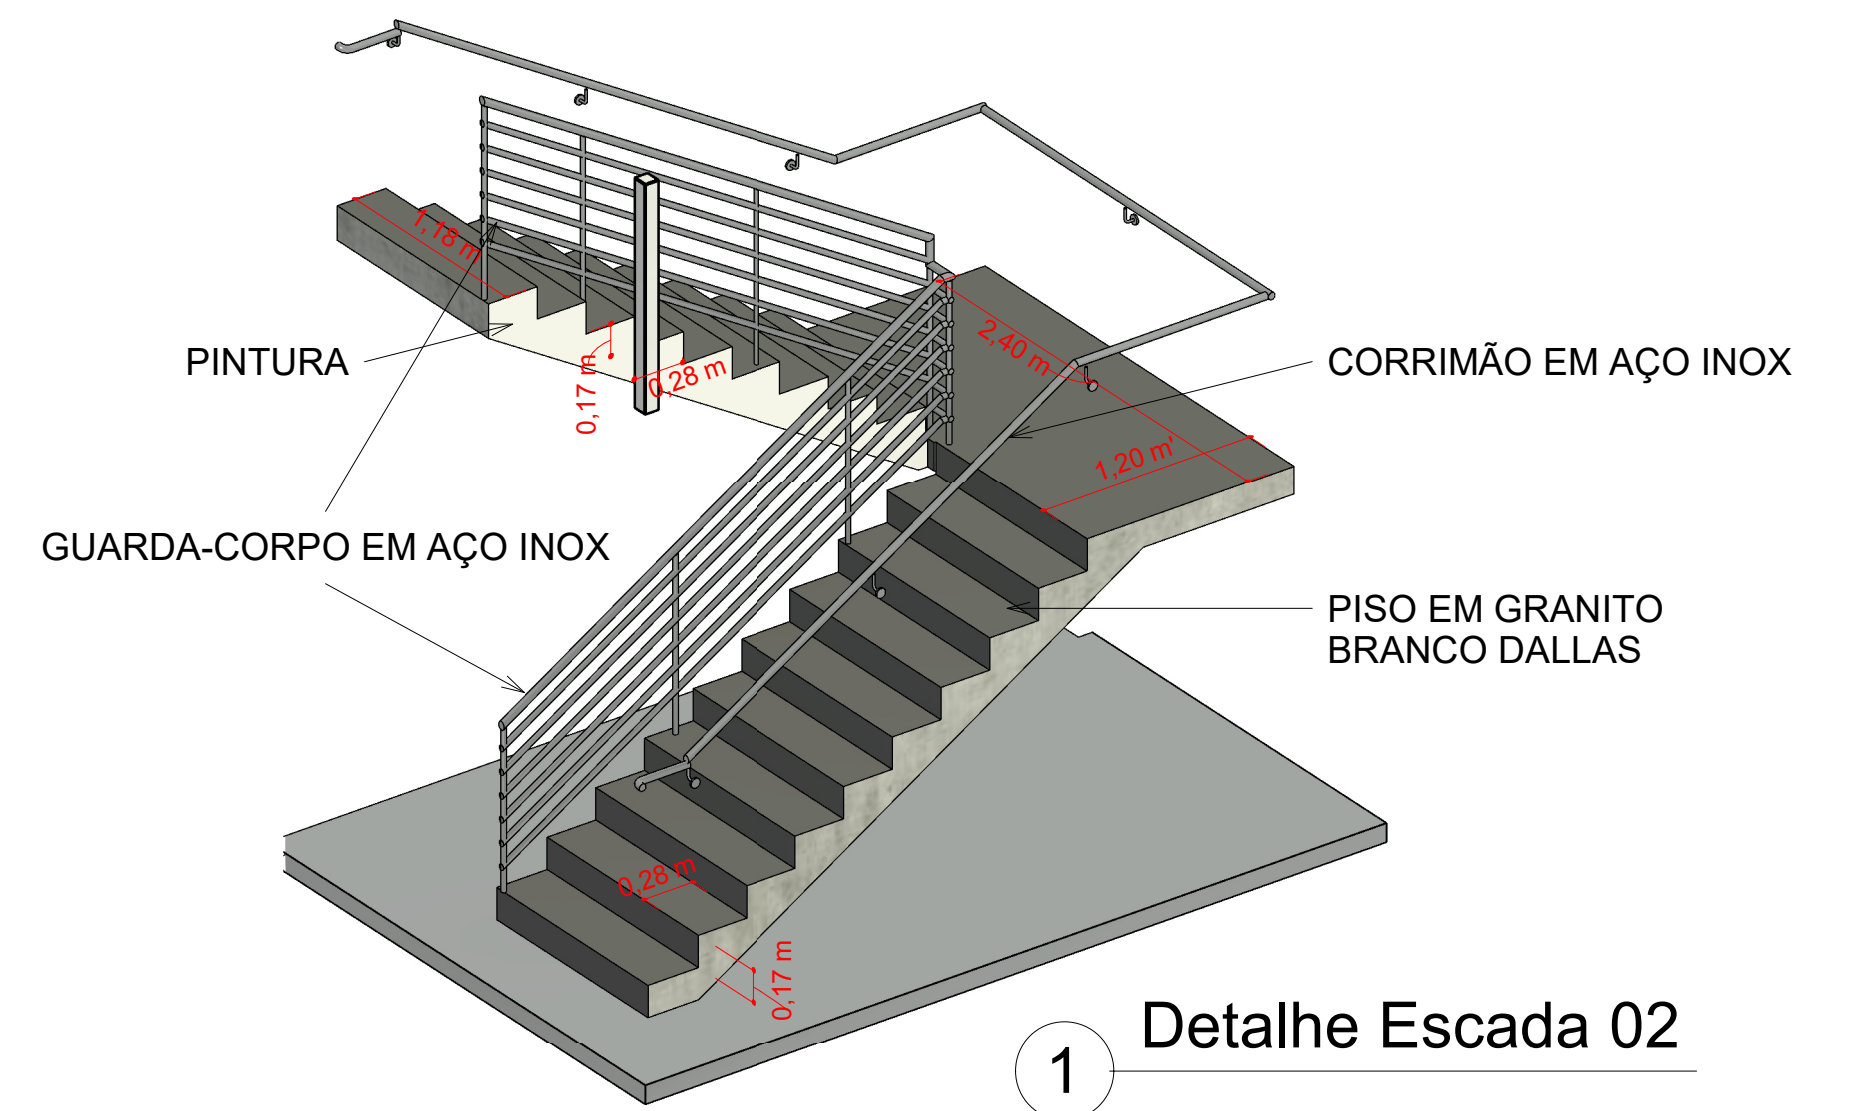 1,18 m
PINTURA
0,17 m
0,28 m
2,40 m
CORRIMÃO EM AÇO INOX
1,20 m'
GUARDA-CORPO EM AÇO INOX
PISO EM GRANITO
BRANCO DALLAS
0,28 m
0,17 m
1
Detalhe Escada 02